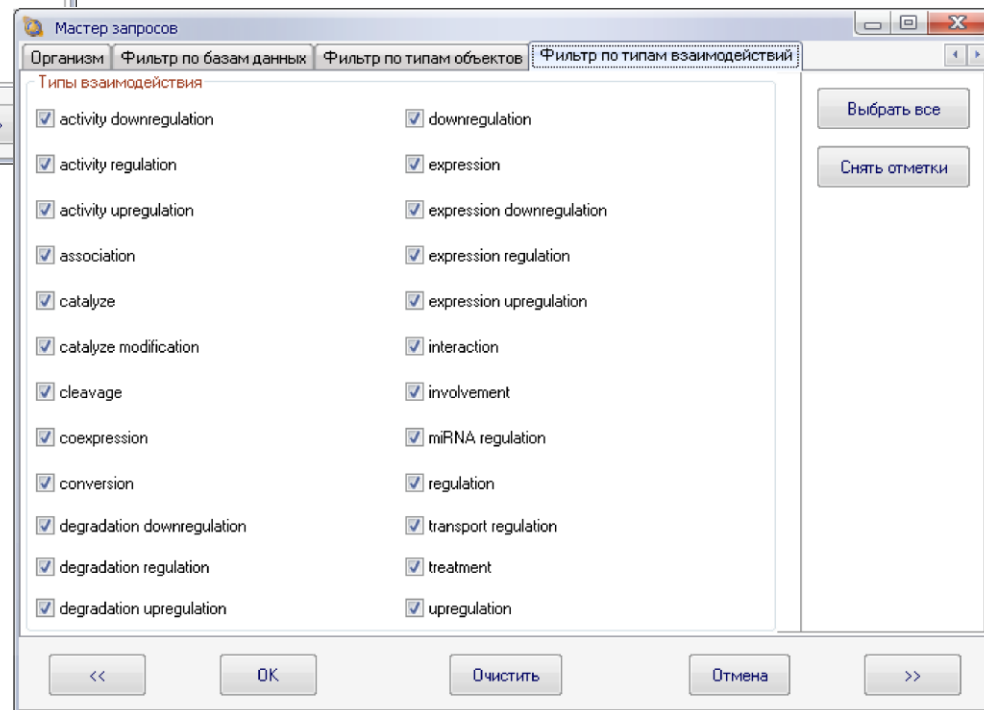 Мастер запросов
Организм Фильтр по базам данных Фильтр по типам объектов Фильтр по типам взаимодействий
Типы взаимодействия
activity downregulation downregulation
activity regulation expression
activity upregulation expression downregulation
association expression regulation
catalyze expression upregulation
catalyze modification interaction
cleavage involvement
coexpression miRNA regulation
conversion regulation
degradation downregulation transport regulation
degradation regulation treatment
degradation upregulation upregulation
Выбрать все
Снять отметки
<< OK Очистить Отмена >>